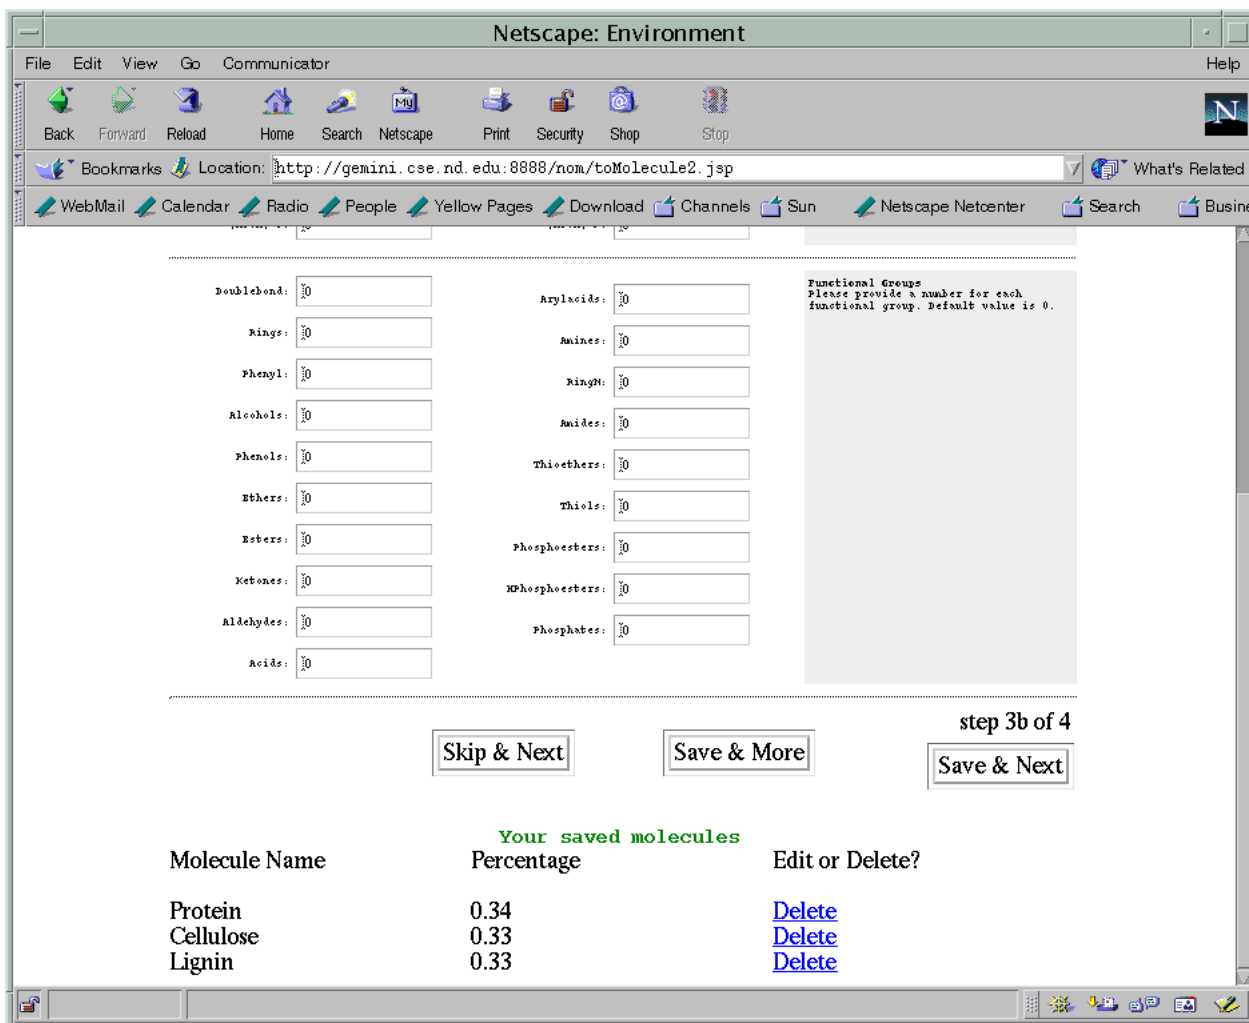 Netscape: Environment
File Edit View Go Communicator Help
N
My
Back Forward Reload Home Search Netscape Print Security Shop Stop
Bookmarks Location: http://gemini.cse.nd.edu:8888/nom/toMolecule2.jsp What's Related
WebMail Calendar Radio People Yellow Pages Download Channels Sun Netscape Netcenter Search Busine
Doublebond: 0
Rings: 0
Phenyl: 0
Alcohols: 0
Phenols: 0
Ethers: 0
Esters: 0
Ketones: 0
Aldehydes: 0
Acids: 0
Arylacids: 0
Amines: 0
RingN: 0
Amides: 0
Thioethers: 0
Thiols: 0
Phosphoesters: 0
HPhosphoesters: 0
Phosphates: 0
Functional Groups
Please provide a number for each
functional group. Default value is 0.
step 3b of 4
Skip & Next Save & More Save & Next
Your saved molecules
Molecule Name Percentage Edit or Delete?
Protein 0.34 Delete
Cellulose 0.33 Delete
Lignin 0.33 Delete